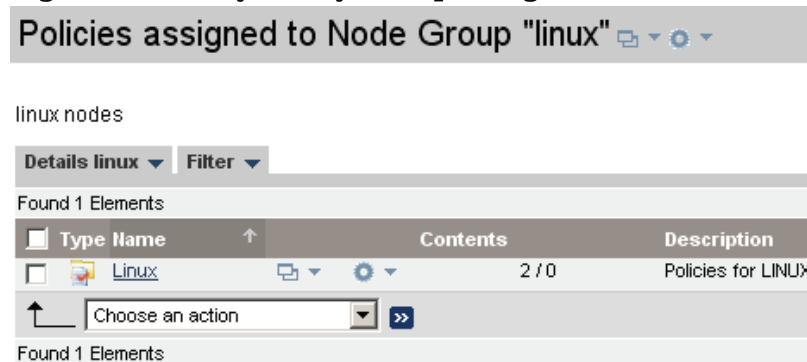 Policies assigned to Node Group "linux"
linux nodes
Details linux Filter
Found 1 Elements
Type Name Contents Description
Linux 2 / 0 Policies for LINUX
Choose an action
Found 1 Elements